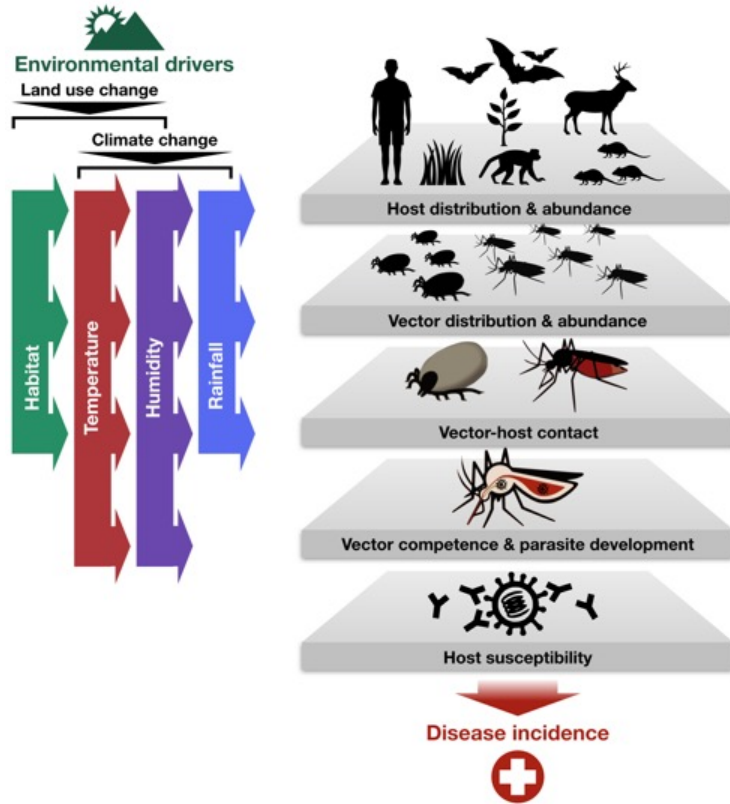 Environmental drivers
Land use change
Climate change
Habitat
Temperature
Humidity
Rainfall
Host distribution & abundance
Vector distribution & abundance
Vector-host contact
Vector competence & parasite development
Host susceptibility
Disease incidence